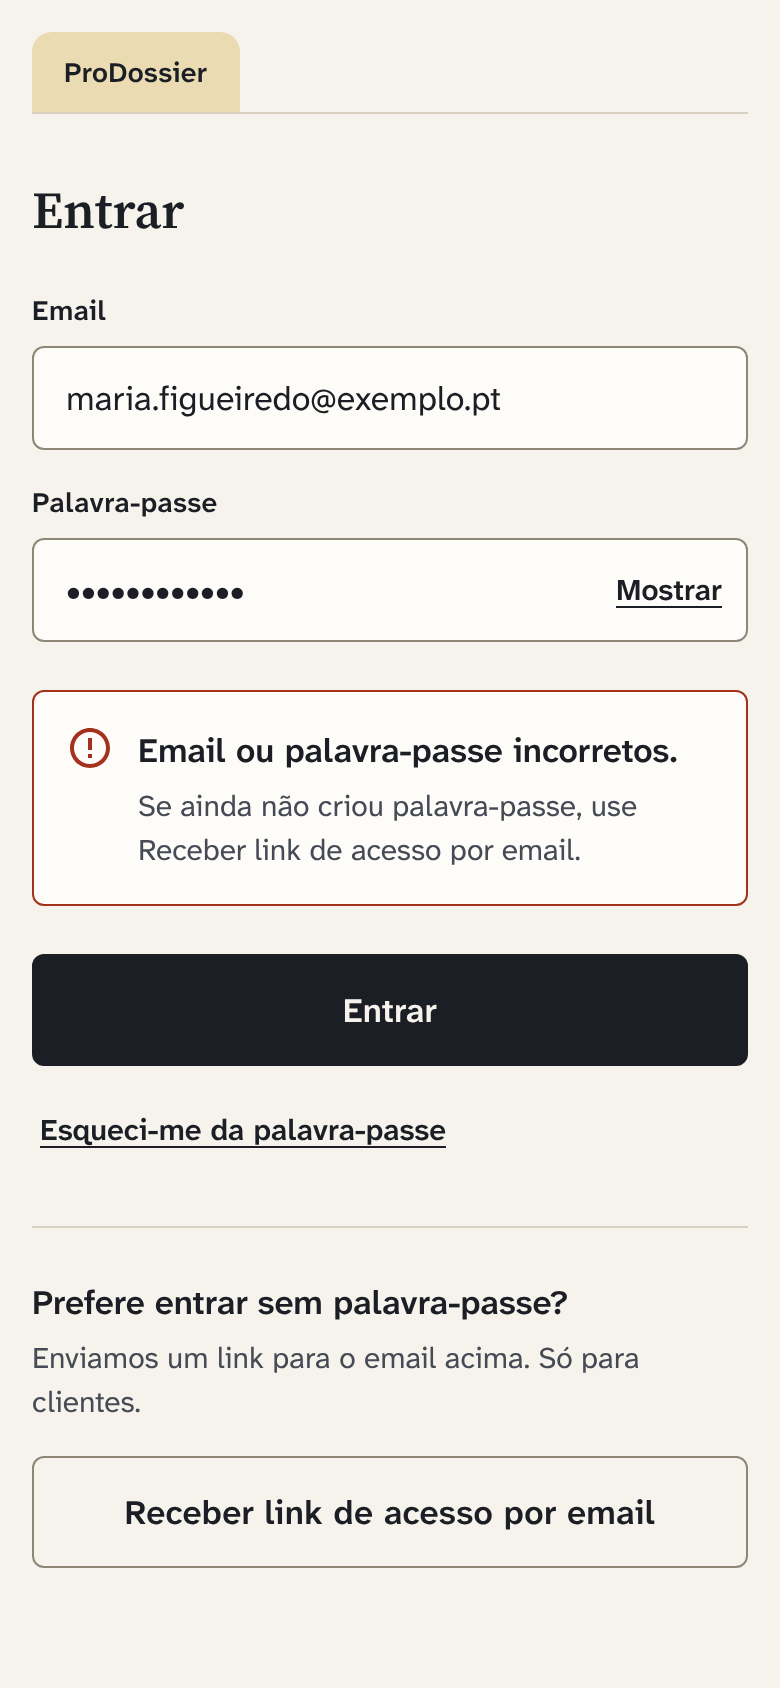 ProDossier
Entrar
Email
maria.figueiredo@exemplo.pt
Palavra-passe
••••••••••••
Mostrar
Email ou palavra-passe incorretos.
Se ainda não criou palavra-passe, use
Receber link de acesso por email.
Entrar
Esqueci-me da palavra-passe
Prefere entrar sem palavra-passe?
Enviamos um link para o email acima. Só para
clientes.
Receber link de acesso por email